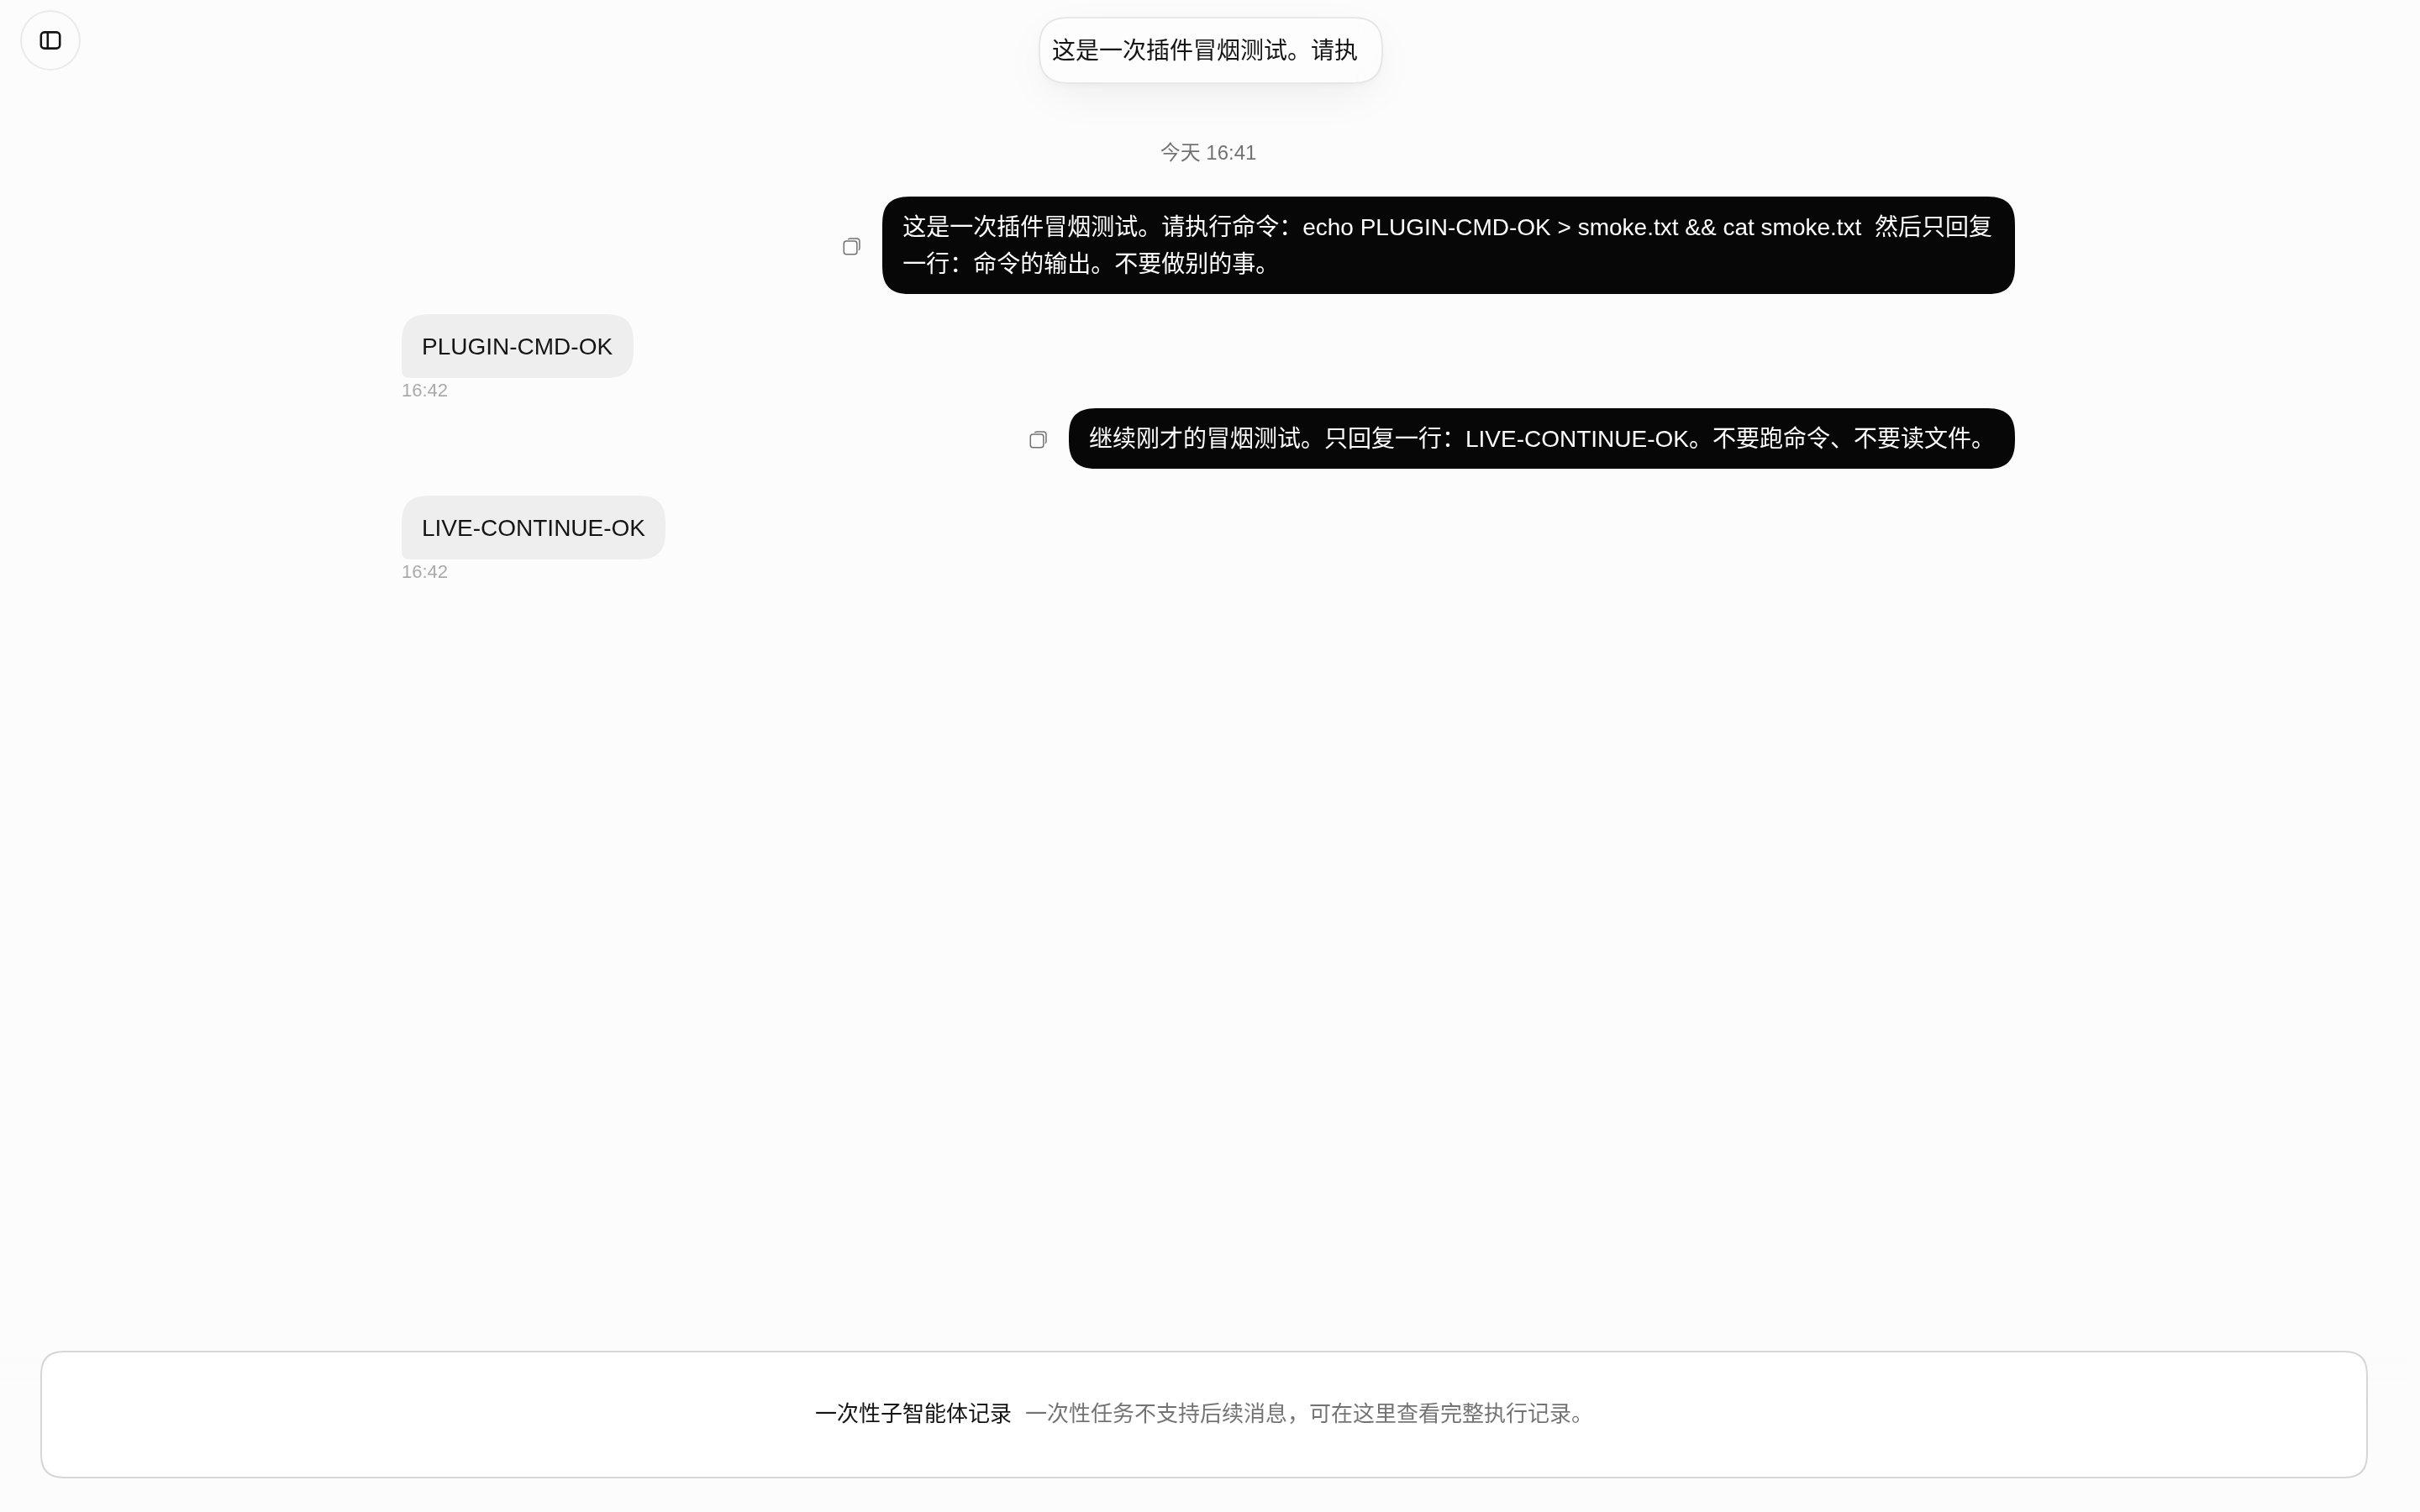 这是一次插件冒烟测试。请执
今天 16:41
这是一次插件冒烟测试。请执行命令：echo PLUGIN-CMD-OK > smoke.txt && cat smoke.txt  然后只回复
一行：命令的输出。不要做别的事。
PLUGIN-CMD-OK
16:42
继续刚才的冒烟测试。只回复一行：LIVE-CONTINUE-OK。不要跑命令、不要读文件。
LIVE-CONTINUE-OK
16:42
一次性子智能体记录 一次性任务不支持后续消息，可在这里查看完整执行记录。